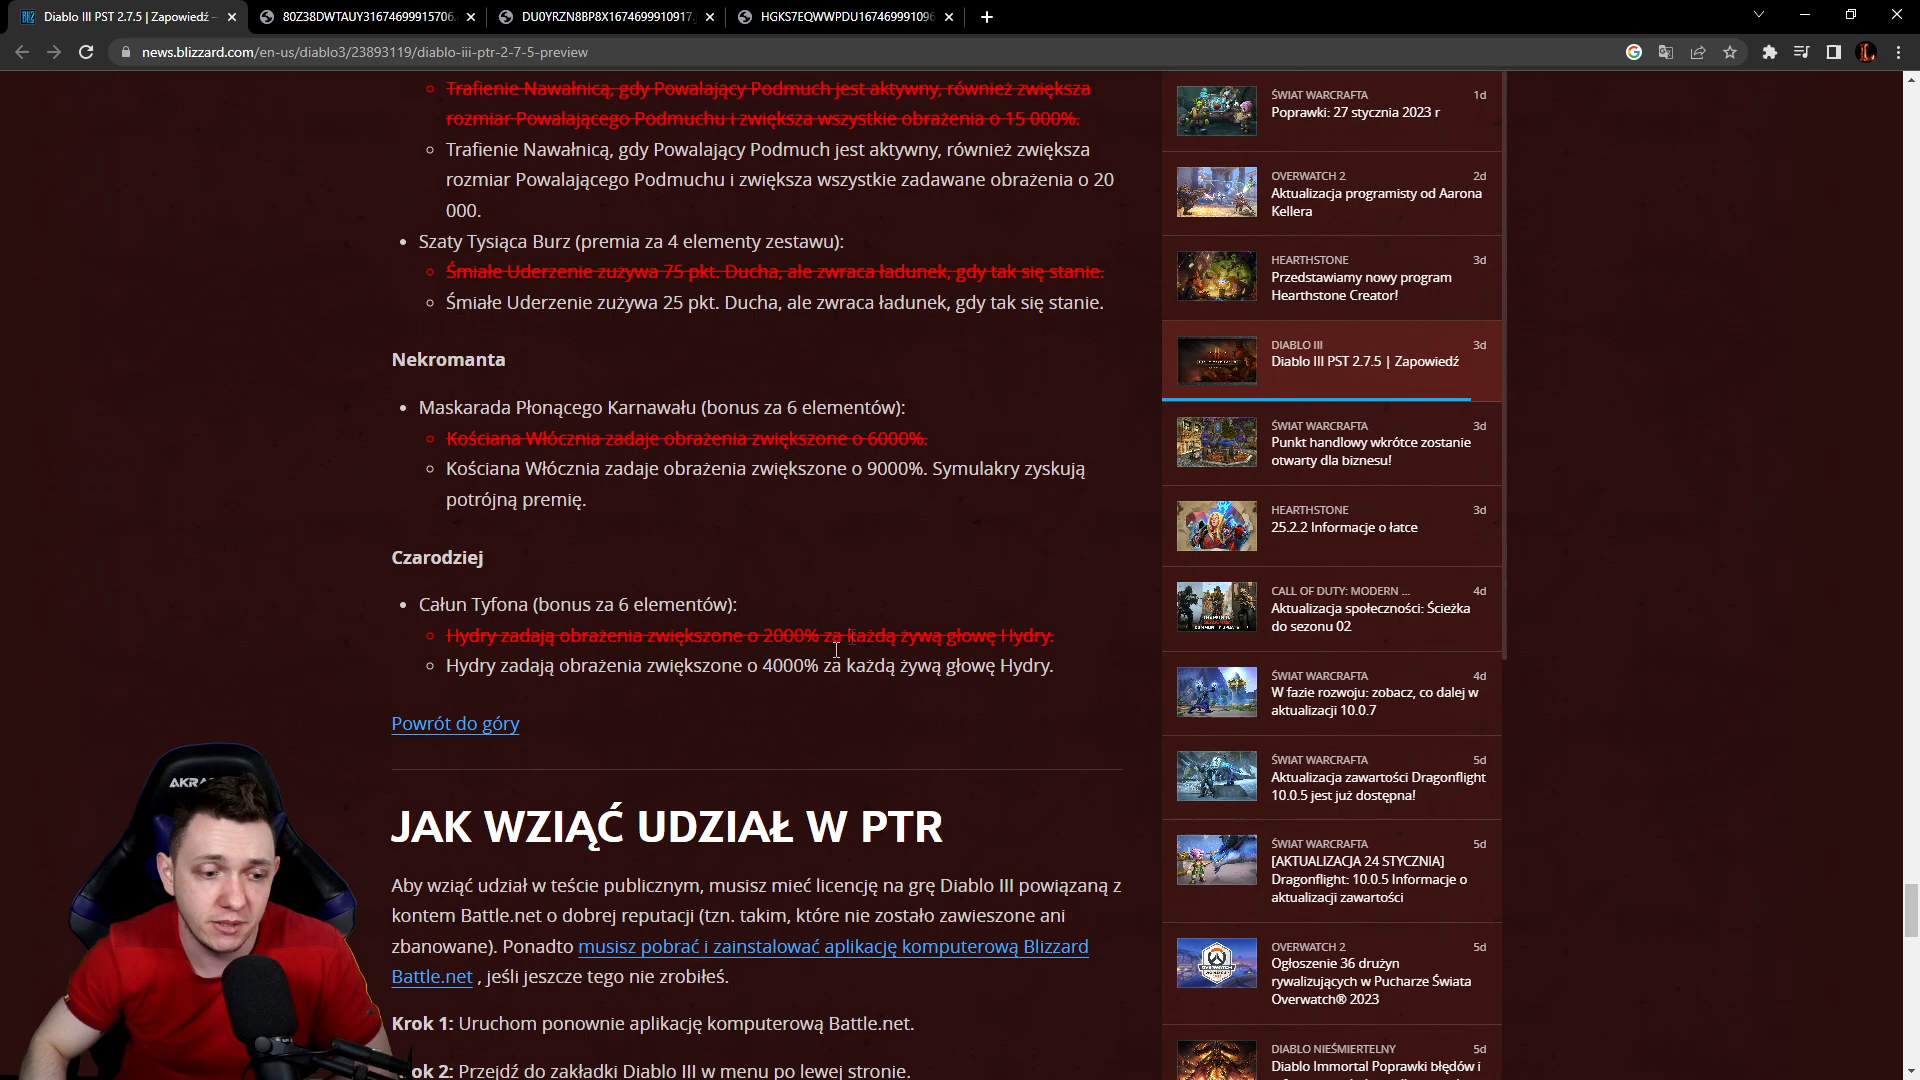 Diablo III PST 2.7.5 | Zapowiedź –
80Z38DWTAUY31674699915706.
DU0YRZN8BP8X1674699910917.
HGKS7EQWWPDU1674699910
news.blizzard.com/en-us/diablo3/23893119/diablo-iii-ptr-2-7-5-preview
Trafienie Nawałnicą, gdy Powalający Podmuch jest aktywny, również zwiększa
rozmiar Powalającego Podmuchu i zwiększa wszystkie obrażenia o 15 000%.
Trafienie Nawałnicą, gdy Powalający Podmuch jest aktywny, również zwiększa
rozmiar Powalającego Podmuchu i zwiększa wszystkie zadawane obrażenia o 20
000.
Szaty Tysiąca Burz (premia za 4 elementy zestawu):
Śmiałe Uderzenie zużywa 75 pkt. Ducha, ale zwraca ładunek, gdy tak się stanie.
Śmiałe Uderzenie zużywa 25 pkt. Ducha, ale zwraca ładunek, gdy tak się stanie.
Nekromanta
Maskarada Płonącego Karnawału (bonus za 6 elementów):
Kościana Włócznia zadaje obrażenia zwiększone o 6000%.
Kościana Włócznia zadaje obrażenia zwiększone o 9000%. Symulakry zyskują
potrójną premię.
Czarodziej
Całun Tyfona (bonus za 6 elementów):
Hydry zadają obrażenia zwiększone o 2000% za każdą żywą głowę Hydry.
Hydry zadają obrażenia zwiększone o 4000% za każdą żywą głowę Hydry.
Powrót do góry
JAK WZIĄĆ UDZIAŁ W PTR
Aby wziąć udział w teście publicznym, musisz mieć licencję na grę Diablo III powiązaną z
kontem Battle.net o dobrej reputacji (tzn. takim, które nie zostało zawieszone ani
zbanowane). Ponadto musisz pobrać i zainstalować aplikację komputerową Blizzard
Battle.net , jeśli jeszcze tego nie zrobiłeś.
Krok 1: Uruchom ponownie aplikację komputerową Battle.net.
ok 2: Przejdź do zakładki Diablo III w menu po lewej stronie.
ŚWIAT WARCRAFTA 1d
Poprawki: 27 stycznia 2023 r
OVERWATCH 2 2d
Aktualizacja programisty od Aarona
Kellera
HEARTHSTONE 3d
Przedstawiamy nowy program
Hearthstone Creator!
DIABLO III 3d
Diablo III PST 2.7.5 | Zapowiedź
ŚWIAT WARCRAFTA 3d
Punkt handlowy wkrótce zostanie
otwarty dla biznesu!
HEARTHSTONE 3d
25.2.2 Informacje o łatce
CALL OF DUTY: MODERN ... 4d
Aktualizacja społeczności: Ścieżka
do sezonu 02
ŚWIAT WARCRAFTA 4d
W fazie rozwoju: zobacz, co dalej w
aktualizacji 10.0.7
ŚWIAT WARCRAFTA 5d
Aktualizacja zawartości Dragonflight
10.0.5 jest już dostępna!
ŚWIAT WARCRAFTA 5d
[AKTUALIZACJA 24 STYCZNIA]
Dragonflight: 10.0.5 Informacje o
aktualizacji zawartości
OVERWATCH 2 5d
Ogłoszenie 36 drużyn
rywalizujących w Pucharze Świata
Overwatch® 2023
DIABLO NIEŚMIERTELNY 5d
Diablo Immortal Poprawki błędów i